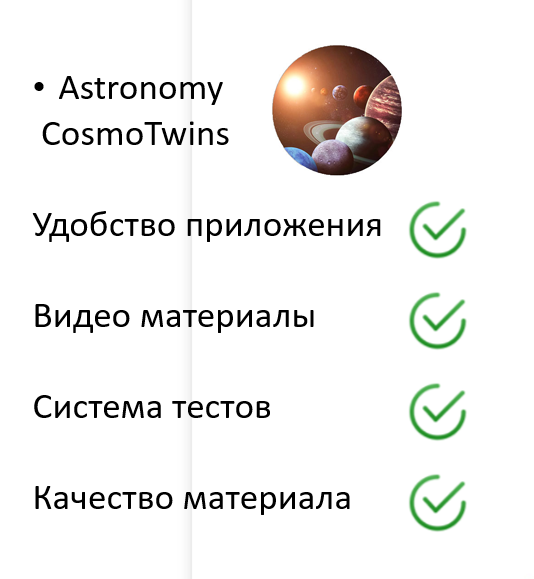 • Astronomy
CosmoTwins
Удобство приложения
Видео материалы
Система тестов
Качество материала